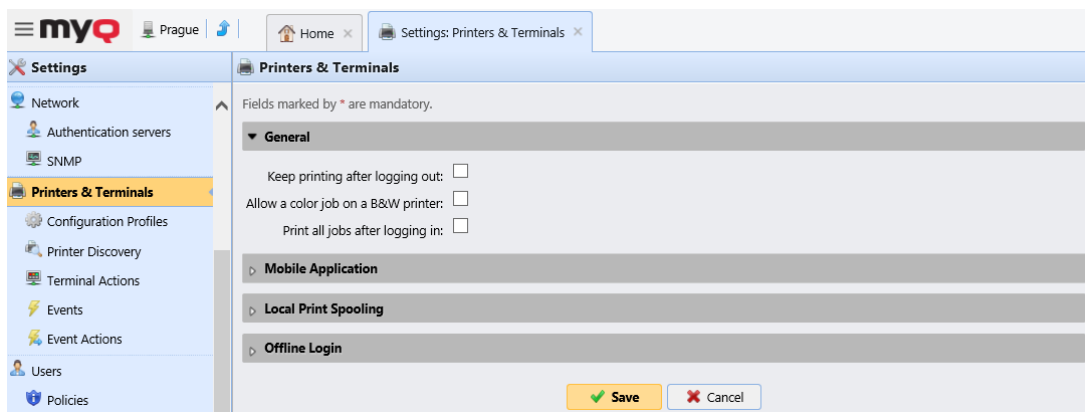 myQ Prague Home × Settings: Printers & Terminals ×
Settings
Network
Authentication servers
SNMP
Printers & Terminals
Configuration Profiles
Printer Discovery
Terminal Actions
Events
Event Actions
Users
Policies
Printers & Terminals
Fields marked by * are mandatory.
General
Keep printing after logging out:
Allow a color job on a B&W printer:
Print all jobs after logging in:
Mobile Application
Local Print Spooling
Offline Login
Save Cancel